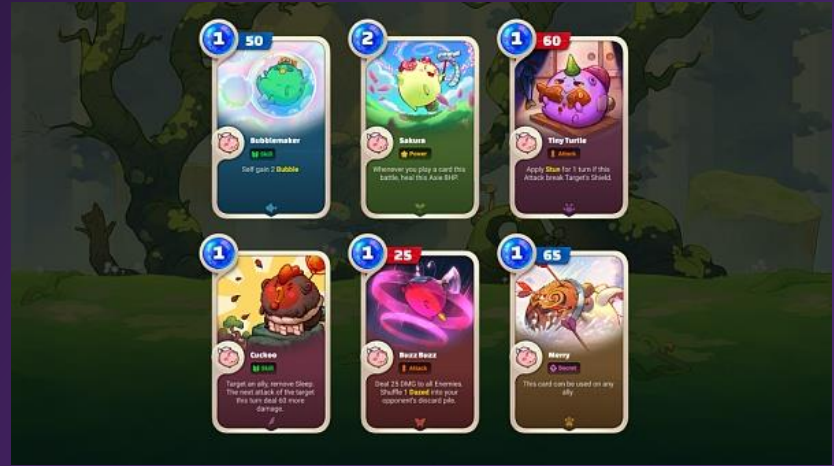 1 50
Bubblemaker
Skill
Self gain 2 Bubble
2
Sakura
Power
Whenever you play a card this
battle, heal this Axie 8HP.
1 60
Tiny Turtle
Attack
Apply Stun for 1 turn if this
Attack break Target's Shield.
1
Cuckoo
Skill
Target an ally, remove Sleep.
The next attack of the target
this turn deal 60 more
damage.
1 25
Buzz Buzz
Attack
Deal 25 DMG to all Enemies.
Shuffle 1 Dazed into your
opponent's discard pile.
1 65
Merry
Secret
This card can be used on any
ally.